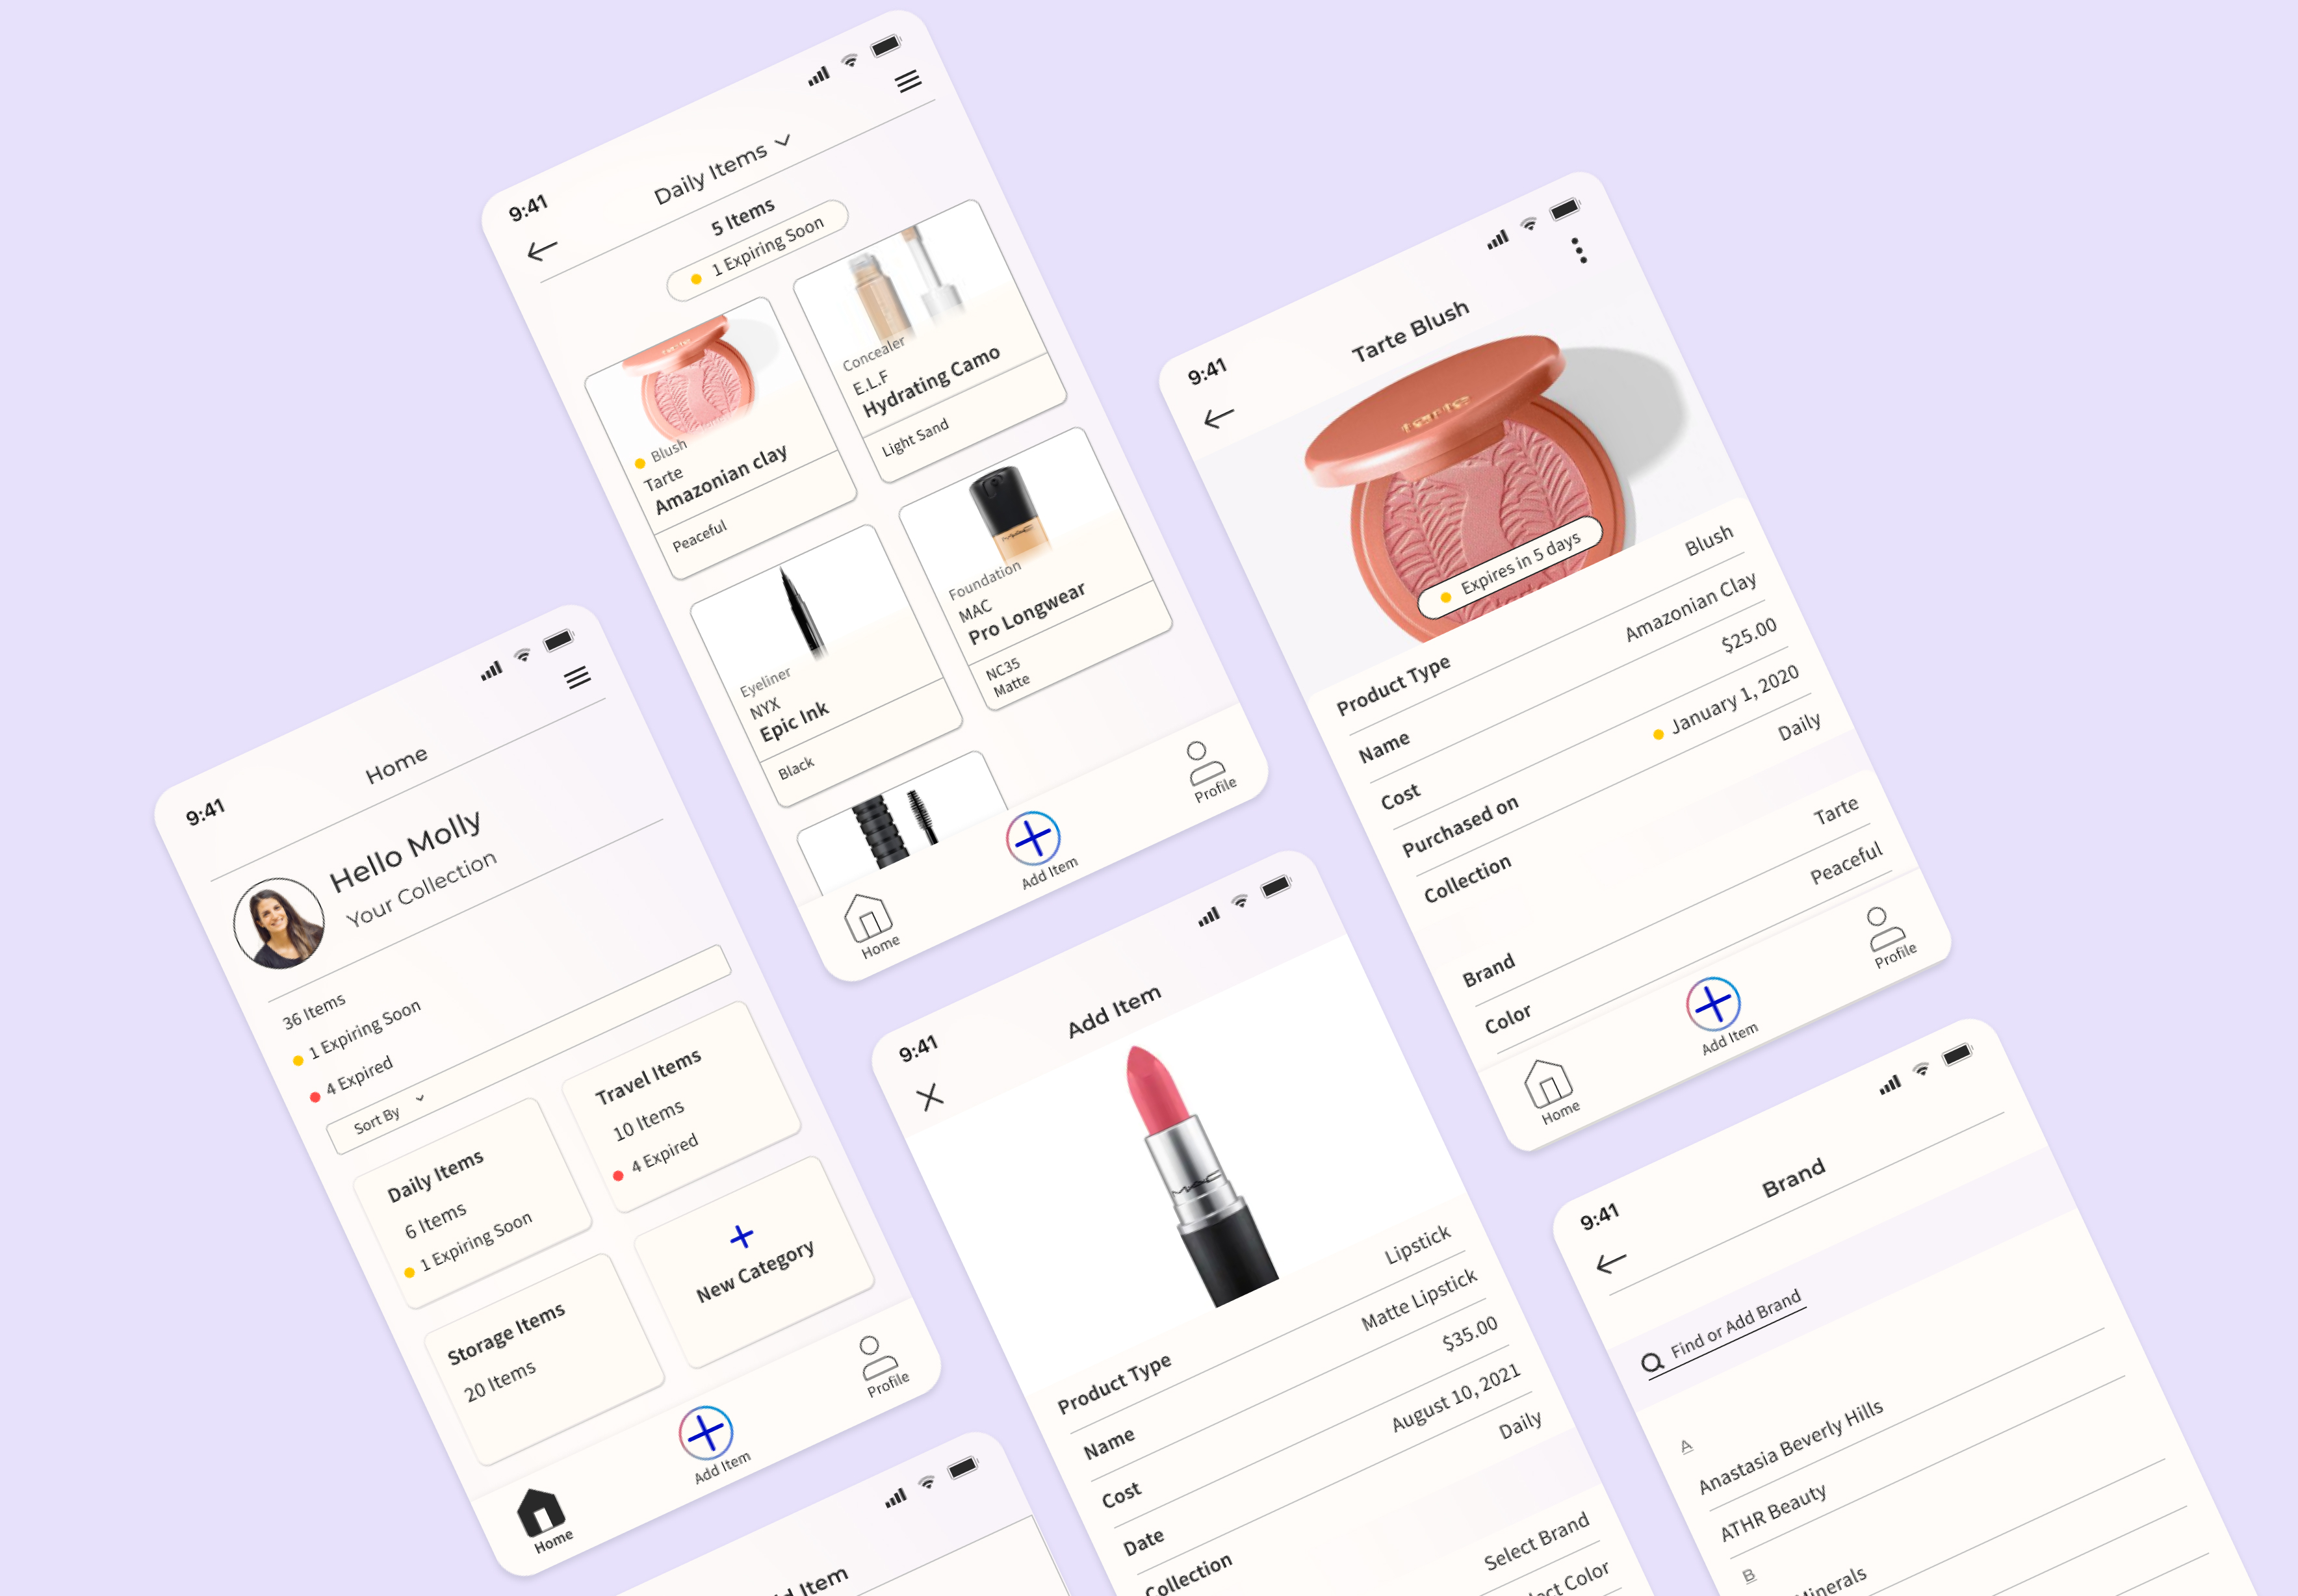 9:41
Daily Items
5 Items
1 Expiring Soon
Blush
Tarte
Amazonian clay
Peaceful
Concealer
E.L.F
Hydrating Camo
Light Sand
Eyeliner
NYX
Epic Ink
Black
Foundation
MAC
Pro Longwear
NC35
Matte
Home
Add Item
Profile
9:41
Tarte Blush
tarte
Expires in 5 days
Product Type Blush
Name Amazonian Clay
Cost $25.00
Purchased on January 1, 2020
Collection Daily
Brand Tarte
Color Peaceful
Home
Add Item
Profile
9:41
Home
Hello Molly
Your Collection
36 Items
1 Expiring Soon
4 Expired
Sort By
Daily Items
6 Items
1 Expiring Soon
Travel Items
10 Items
4 Expired
Storage Items
20 Items
New Category
Home
Add Item
Profile
9:41
Add Item
MAC
Product Type Lipstick
Name Matte Lipstick
Cost $35.00
Date August 10, 2021
Collection Daily
Select Brand
Color
9:41
Brand
Find or Add Brand
A
Anastasia Beverly Hills
ATHR Beauty
B
Minerals
Item